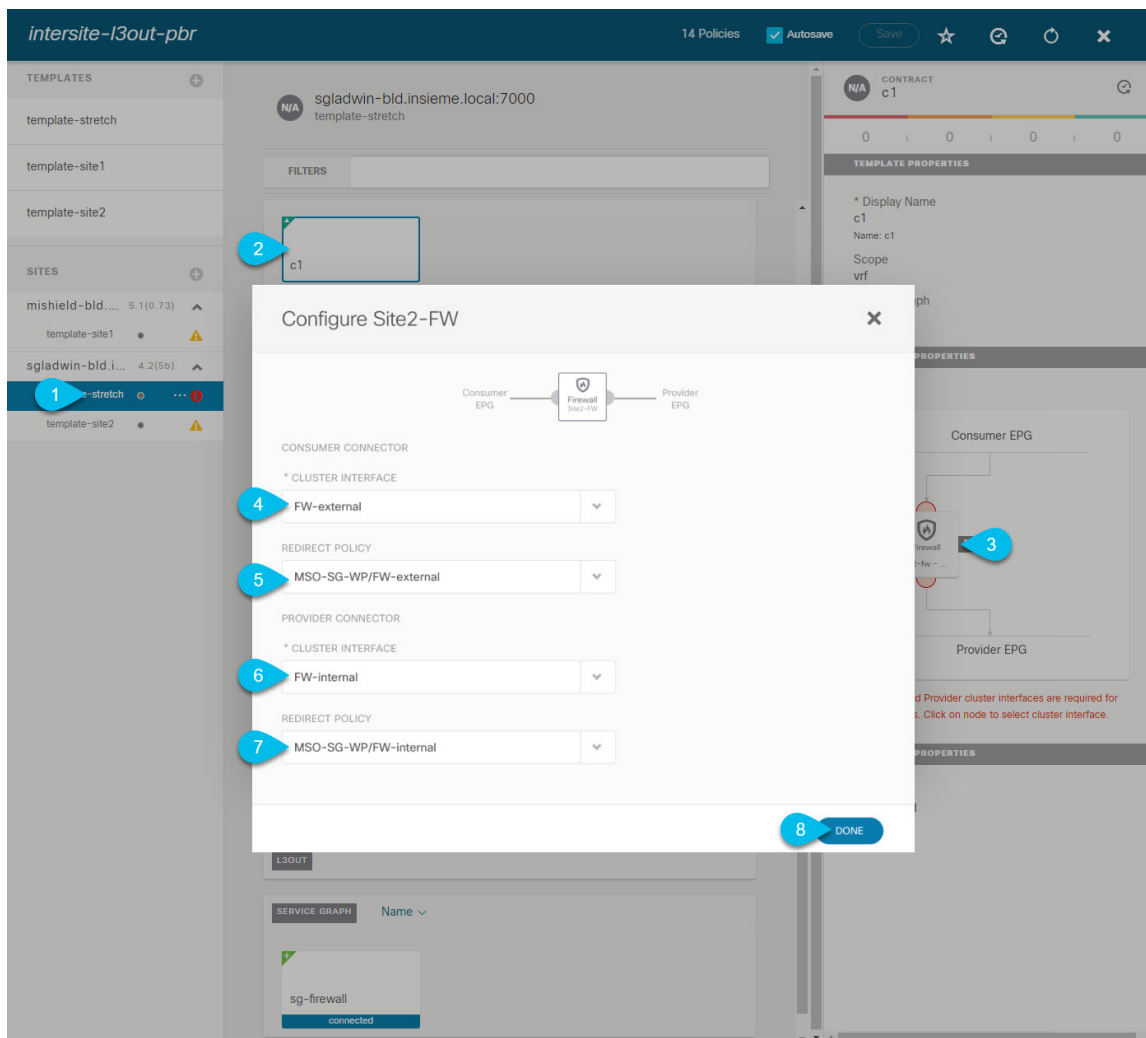 intersite-l3out-pbr
14 Policies
Autosave
Save
TEMPLATES
template-stretch
template-site1
template-site2
SITES
mishield-bld.... 5.1(0.73)
template-site1
sgladwin-bld.i... 4.2(5b)
1
e-stretch
template-site2
N/A
sgladwin-bld.insieme.local:7000
template-stretch
FILTERS
2
c1
N/A
CONTRACT
c1
0 0 0 0
TEMPLATE PROPERTIES
* Display Name
c1
Name: c1
Scope
vrf
ph
PROPERTIES
Consumer EPG
irewall
3
E-fw - ...
Provider EPG
d Provider cluster interfaces are required for
s. Click on node to select cluster interface.
PROPERTIES
Configure Site2-FW
Consumer
EPG
Firewall
Site2-FW
Provider
EPG
CONSUMER CONNECTOR
* CLUSTER INTERFACE
4
FW-external
REDIRECT POLICY
5
MSO-SG-WP/FW-external
PROVIDER CONNECTOR
* CLUSTER INTERFACE
6
FW-internal
REDIRECT POLICY
7
MSO-SG-WP/FW-internal
8
DONE
L3OUT
SERVICE GRAPH
Name
sg-firewall
connected